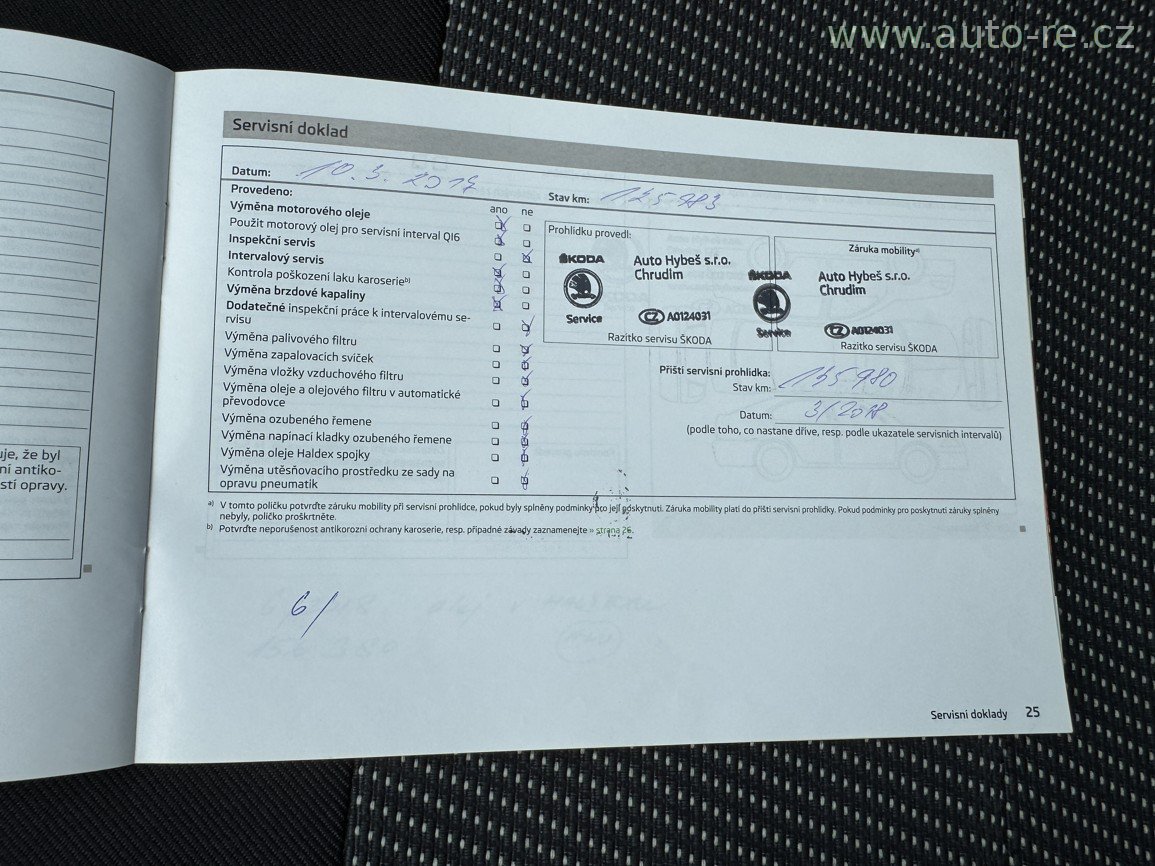 www.auto-re.cz
Servisní doklad
Datum: 10. 3. 2017
Stav km: 125 983
Provedeno:
ano ne
Výměna motorového oleje
Použit motorový olej pro servisní interval QI6
Inspekční servis
Intervalový servis
Kontrola poškození laku karoserieb)
Výměna brzdové kapaliny
Dodatečné inspekční práce k intervalovému se-
rvisu
Výměna palivového filtru
Výměna zapalovacích svíček
Výměna vložky vzduchového filtru
Výměna oleje a olejového filtru v automatické
převodovce
Výměna ozubeného řemene
Výměna napínací kladky ozubeného řemene
Výměna oleje Haldex spojky
Výměna utěsňovacího prostředku ze sady na
opravu pneumatik
Prohlídku provedl:
ŠKODA
Auto Hybeš s.r.o.
Chrudim
Service
CZ A0124031
Razítko servisu ŠKODA
Záruka mobilitya)
ŠKODA
Auto Hybeš s.r.o.
Chrudim
Service
CZ A0124031
Razítko servisu ŠKODA
Příští servisní prohlídka:
Stav km: 135 980
Datum: 3/2018
(podle toho, co nastane dříve, resp. podle ukazatele servisních intervalů)
a) V tomto políčku potvrďte záruku mobility při servisní prohlídce, pokud byly splněny podmínky pro její poskytnutí. Záruka mobility platí do příští servisní prohlídky. Pokud podmínky pro poskytnutí záruky splněny
nebyly, políčko proškrtněte.
b) Potvrďte neporušenost antikorozní ochrany karoserie, resp. případné závady zaznamenejte » strana 26.
6/
Servisní doklady 25
že byl
ní antiko-
stí opravy.